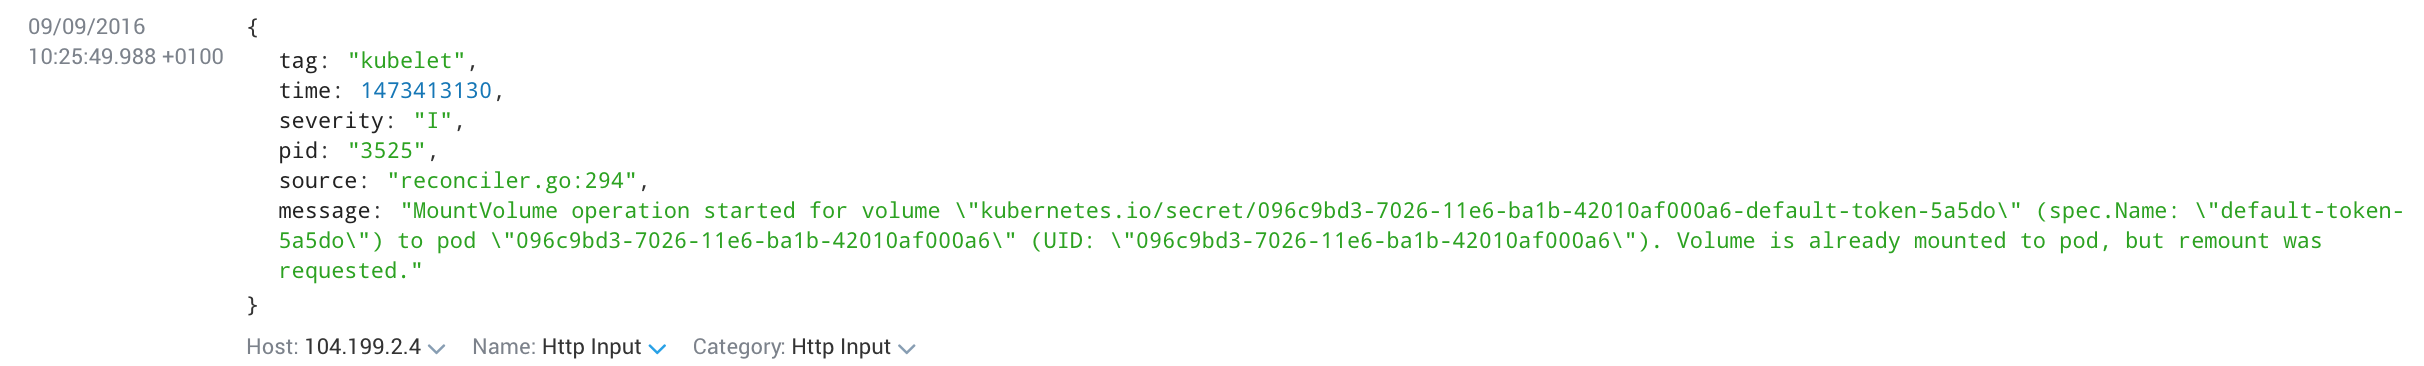 09/09/2016
10:25:49.988 +0100
{
tag: "kubelet",
time: 1473413130,
severity: "I",
pid: "3525",
source: "reconciler.go:294",
message: "MountVolume operation started for volume \"kubernetes.io/secret/096c9bd3-7026-11e6-ba1b-42010af000a6-default-token-5a5do\" (spec.Name: \"default-token-
5a5do\") to pod \"096c9bd3-7026-11e6-ba1b-42010af000a6\" (UID: \"096c9bd3-7026-11e6-ba1b-42010af000a6\"). Volume is already mounted to pod, but remount was
requested."
}
Host: 104.199.2.4 Name: Http Input Category: Http Input